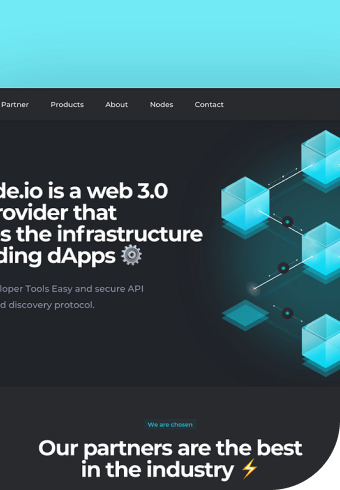 Partner Products About Nodes Contact
de.io is a web 3.0
rovider that
s the infrastructure
ding dApps ⚙️
loper Tools Easy and secure API
d discovery protocol.
We are chosen
Our partners are the best
in the industry ⚡